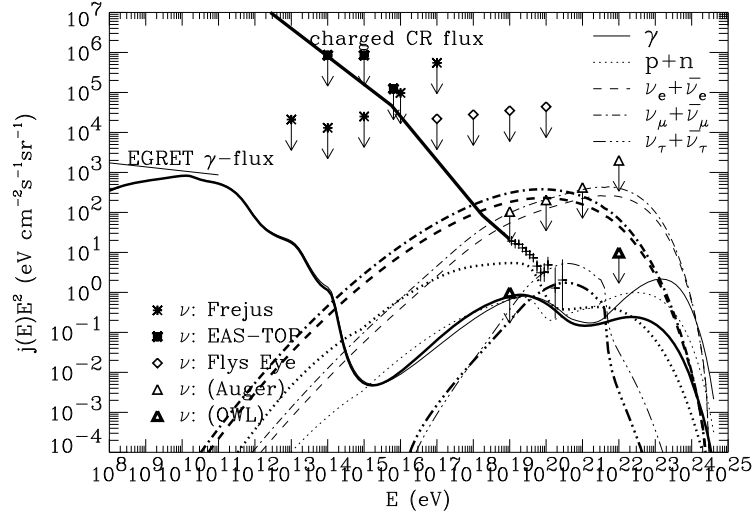 10⁷
10⁶
10⁵
10⁴
10³
10²
10¹
10⁰
10⁻¹
10⁻²
10⁻³
10⁻⁴
j(E)E² (eV cm⁻²s⁻¹sr⁻¹)
charged CR flux
EGRET γ-flux
γ
p+n
ν_e+ν̄_e
ν_μ+ν̄_μ
ν_τ+ν̄_τ
ν: Frejus
ν: EAS-TOP
ν: Flys Eye
ν: (Auger)
ν: (OWL)
10⁸ 10⁹ 10¹⁰ 10¹¹ 10¹² 10¹³ 10¹⁴ 10¹⁵ 10¹⁶ 10¹⁷ 10¹⁸ 10¹⁹ 10²⁰ 10²¹ 10²² 10²³ 10²⁴ 10²⁵
E (eV)